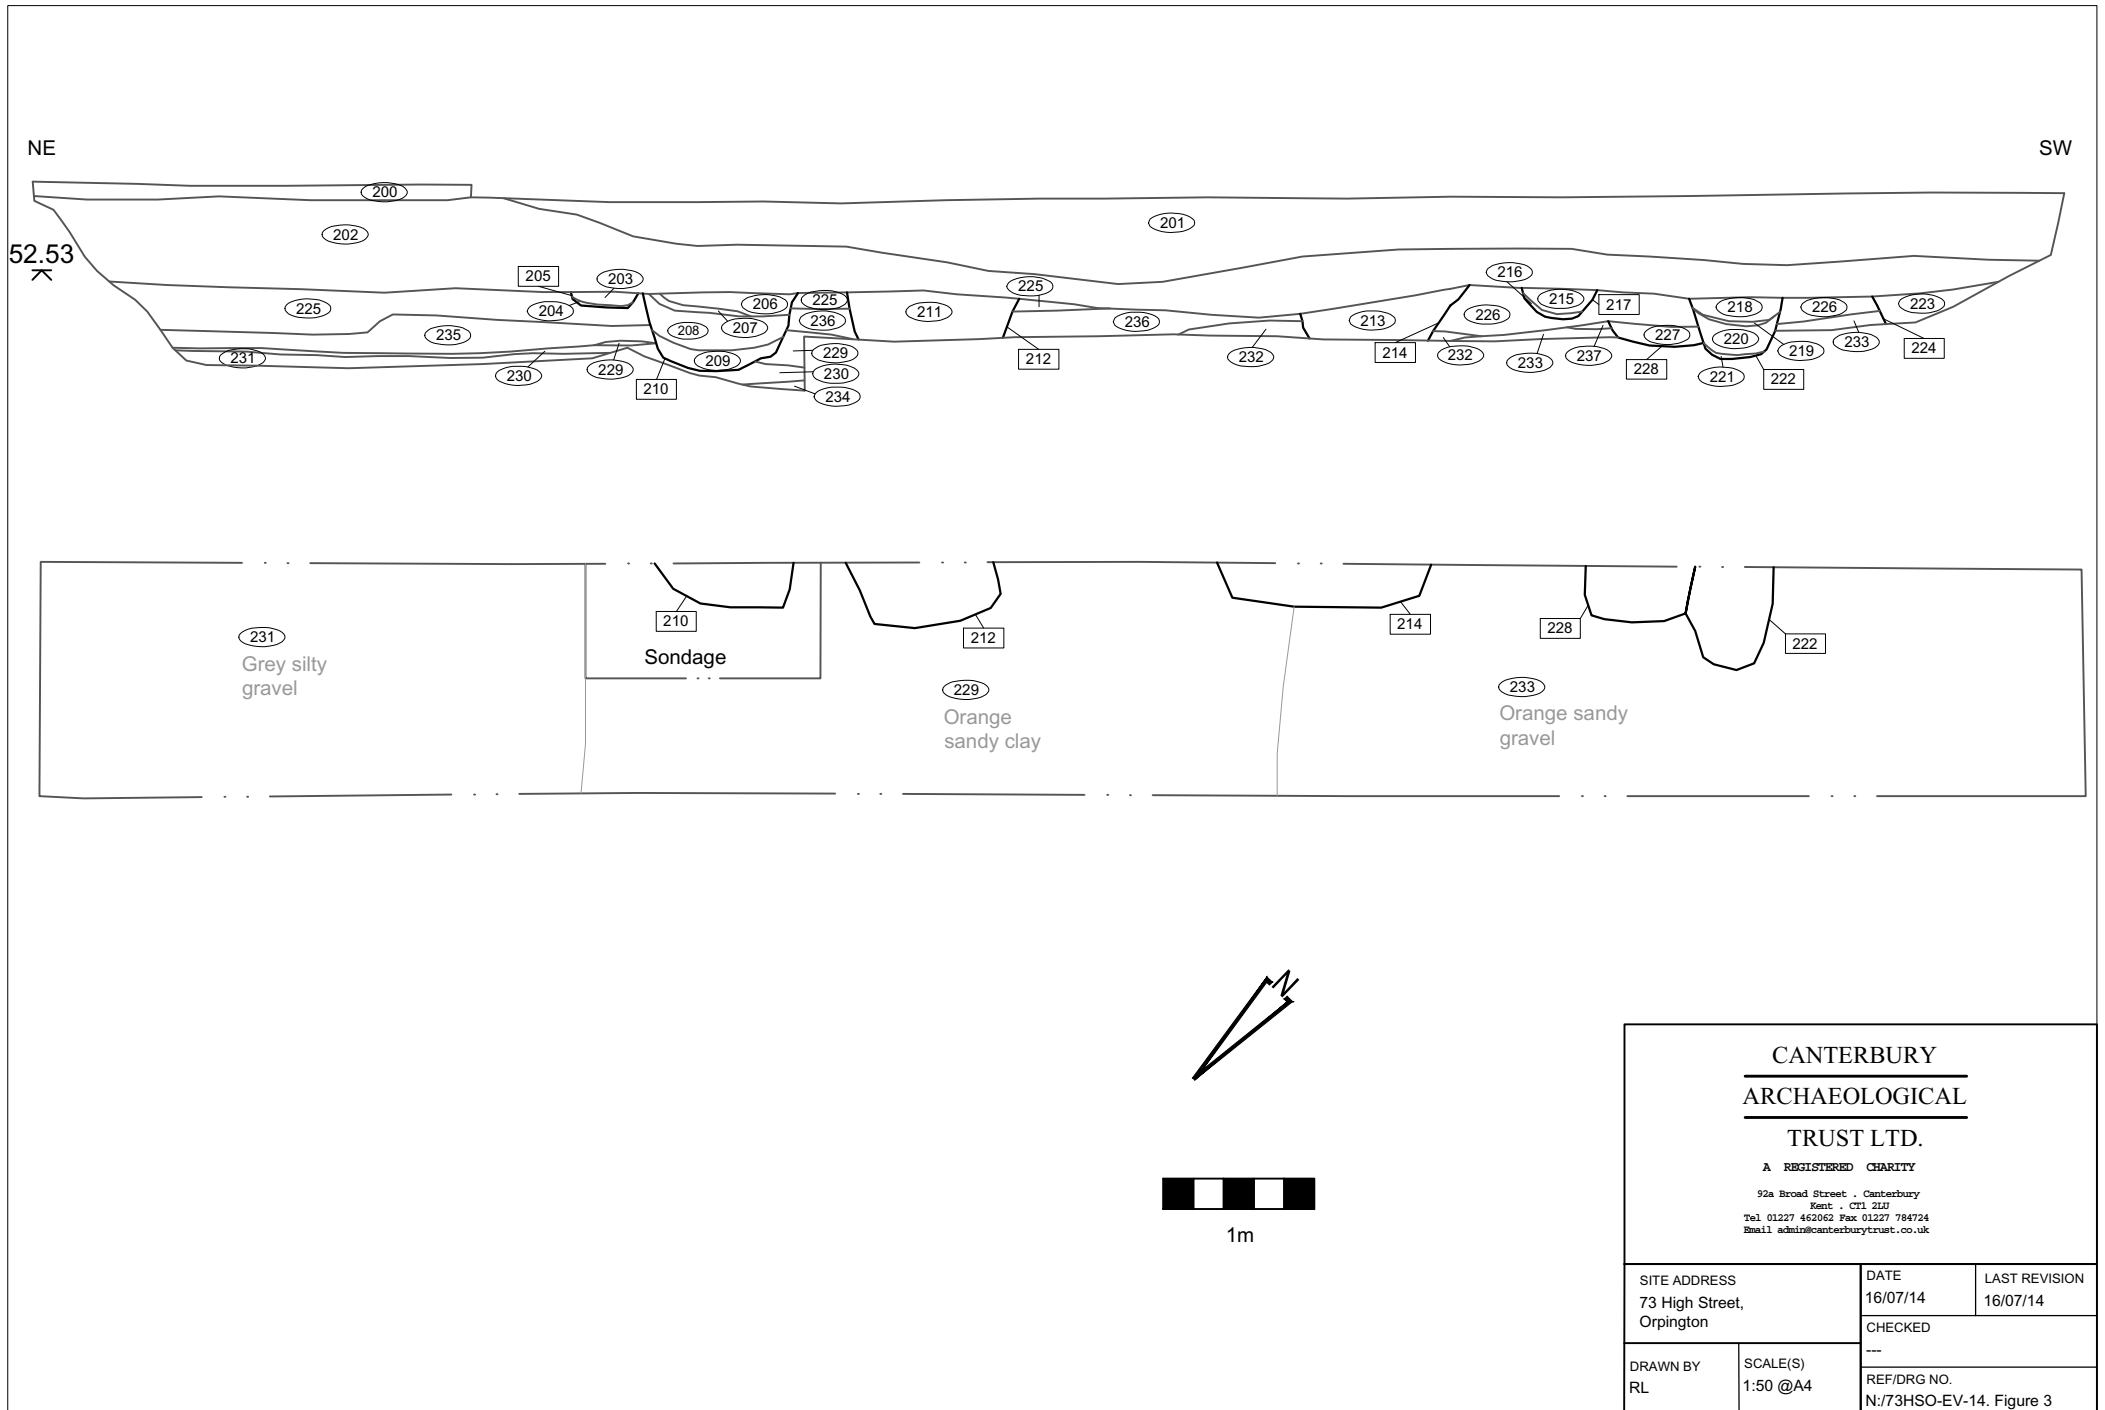 NE
SW
200
201
202
52.53
205
203
216
225
204
206
225
211
225
215
217
218
226
223
235
208
207
236
236
213
226
227
220
231
209
229
212
232
214
232
233
237
228
219
233
224
230
229
210
230
221
222
234
210
212
214
228
222
231
Grey silty
gravel
Sondage
229
Orange
sandy clay
233
Orange sandy
gravel
N
1m
CANTERBURY
ARCHAEOLOGICAL
TRUST LTD.
A REGISTERED CHARITY
92a Broad Street . Canterbury
Kent . CT1 2LU
Tel 01227 462062 Fax 01227 784724
Email admin@canterburytrust.co.uk
SITE ADDRESS
73 High Street,
Orpington
DATE
16/07/14
LAST REVISION
16/07/14
CHECKED
---
DRAWN BY
RL
SCALE(S)
1:50 @A4
REF/DRG NO.
N:/73HSO-EV-14. Figure 3